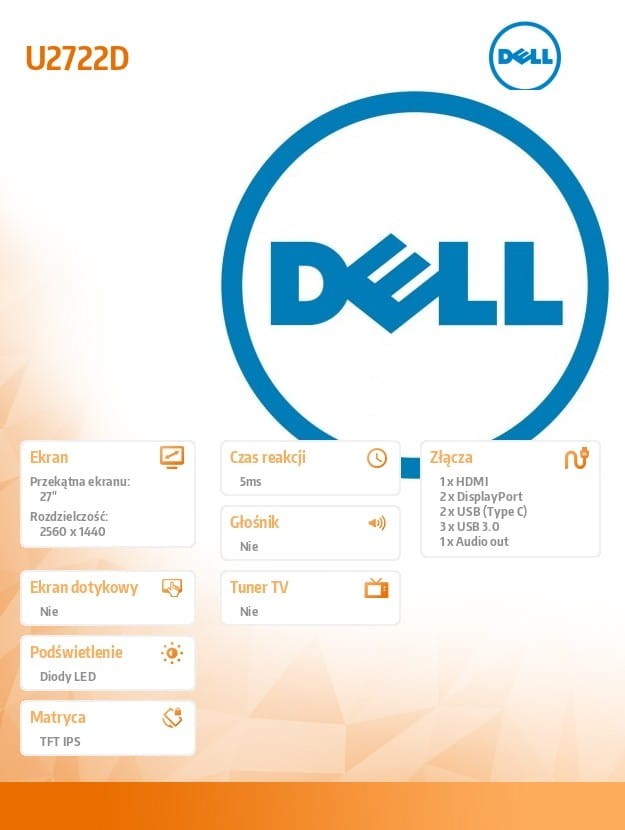 U2722D
DELL
DELL
Ekran
Przekątna ekranu:
27"
Rozdzielczość:
2560 x 1440
Czas reakcji
5ms
Głośnik
Nie
Złącza
1 x HDMI
2 x DisplayPort
2 x USB (Type C)
3 x USB 3.0
1 x Audio out
Ekran dotykowy
Nie
Tuner TV
Nie
Podświetlenie
Diody LED
Matryca
TFT IPS